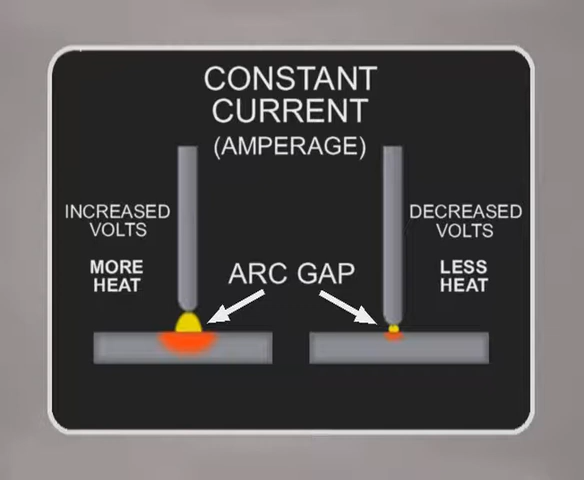 CONSTANT
CURRENT
(AMPERAGE)
INCREASED
VOLTS
MORE
HEAT
ARC GAP
DECREASED
VOLTS
LESS
HEAT